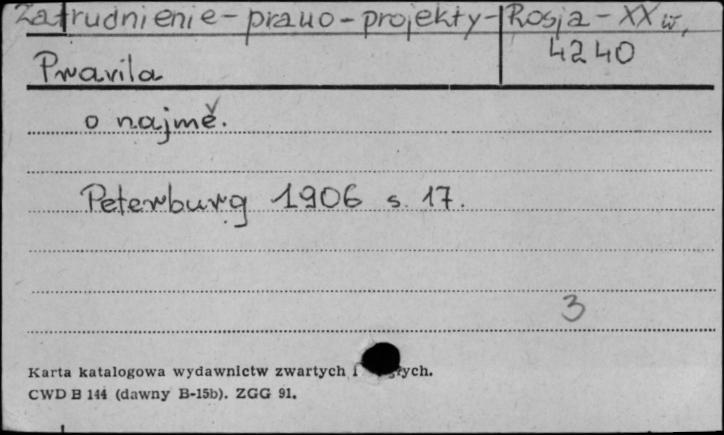 Zatrudnienie - prawo - projekty - Rosja - XX w,
4240
Pravila
o najmě.
Peterburg 1906 s. 17.
3
Karta katalogowa wydawnictw zwartych i
CWD B 144 (dawny B-15b). ZGG 91.